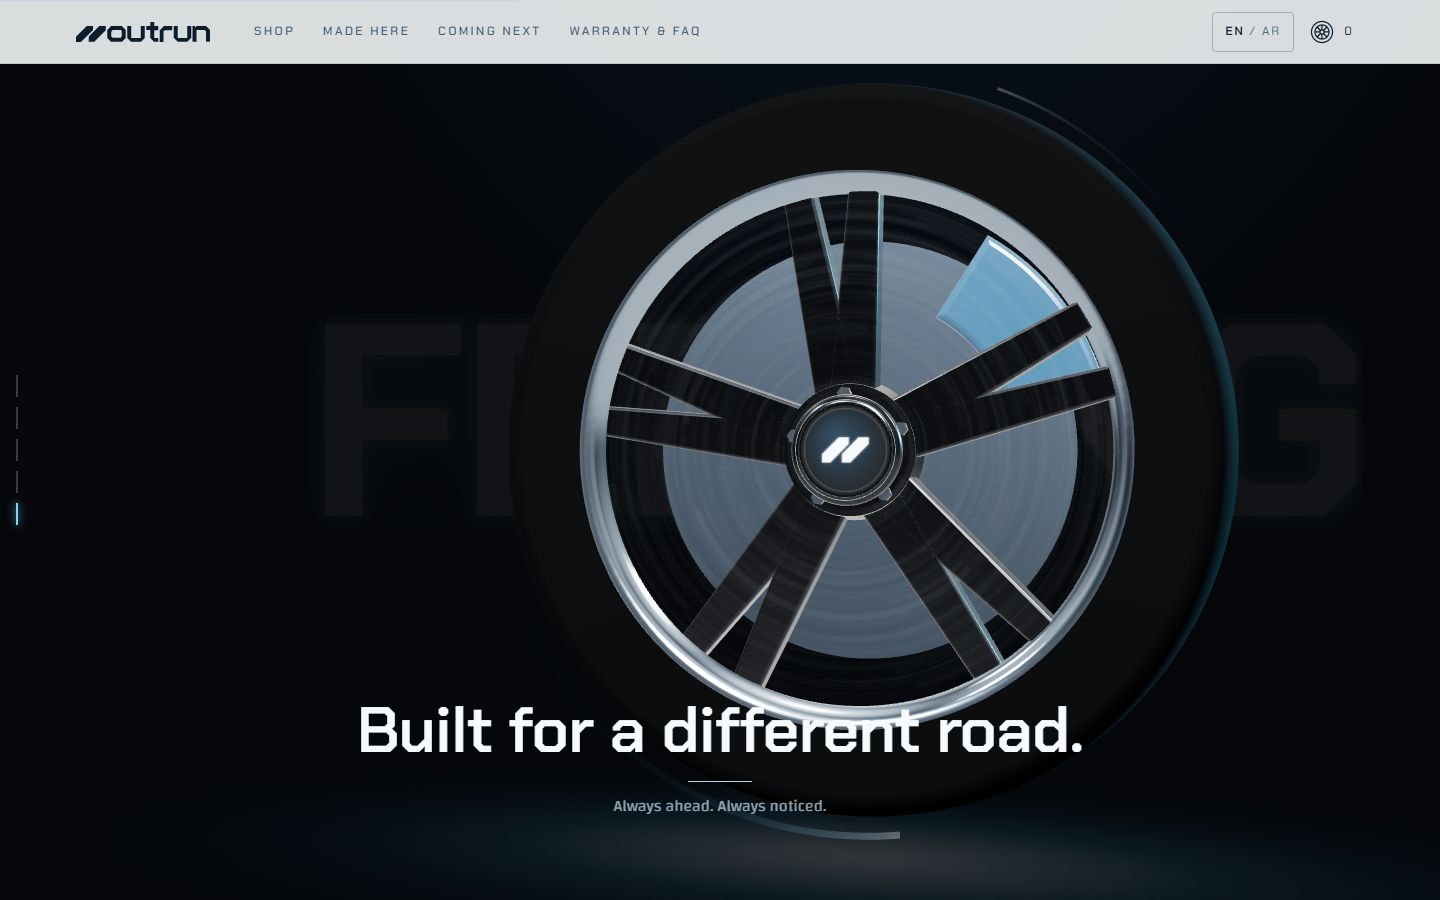 outrun
SHOP
MADE HERE
COMING NEXT
WARRANTY & FAQ
EN / AR
0
Built for a different road.
Always ahead. Always noticed.